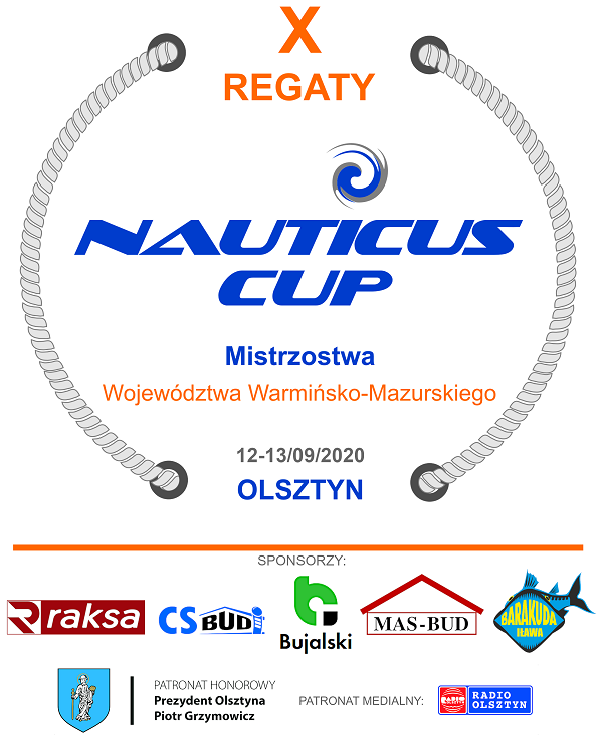 X
REGATY
NAUTICUS
CUP
Mistrzostwa
Województwa Warmińsko-Mazurskiego
12-13/09/2020
OLSZTYN
SPONSORZY:
raksa
CS BUD
Bujalski
MAS-BUD
BARAKUDA
IŁAWA
PATRONAT HONOROWY
Prezydent Olsztyna
Piotr Grzymowicz
PATRONAT MEDIALNY:
RADIO
OLSZTYN